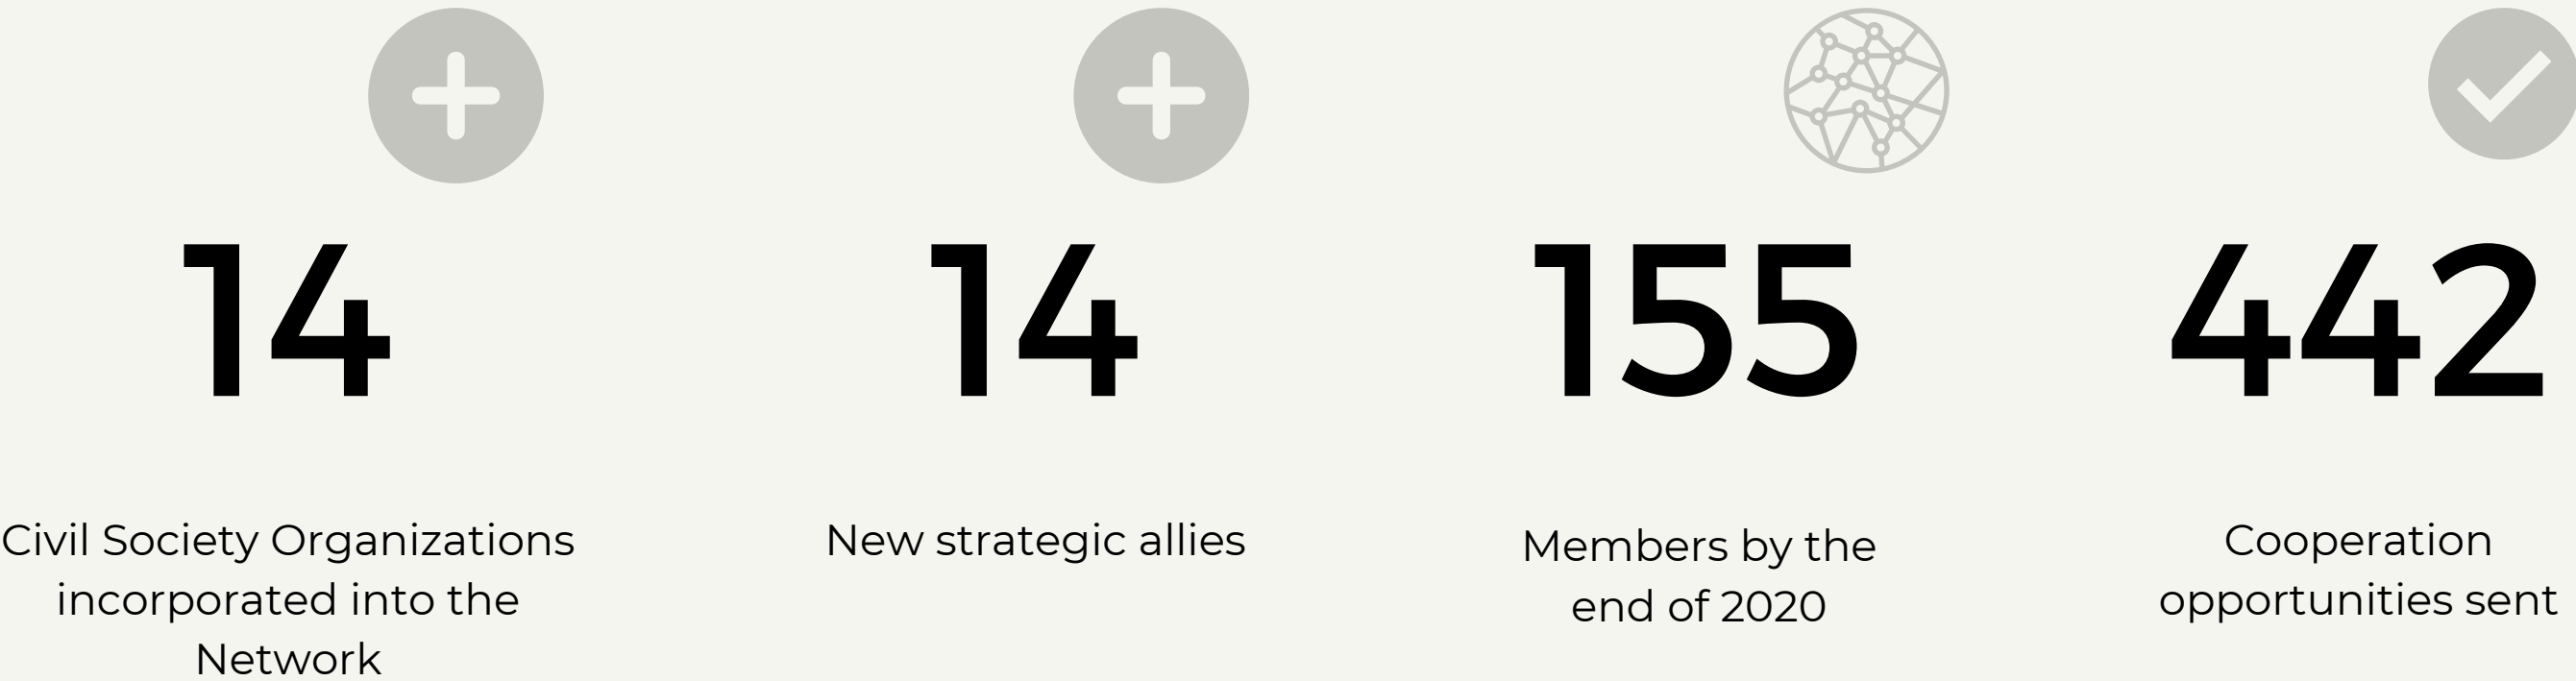 14
Civil Society Organizations
incorporated into the
Network
14
New strategic allies
155
Members by the
end of 2020
442
Cooperation
opportunities sent